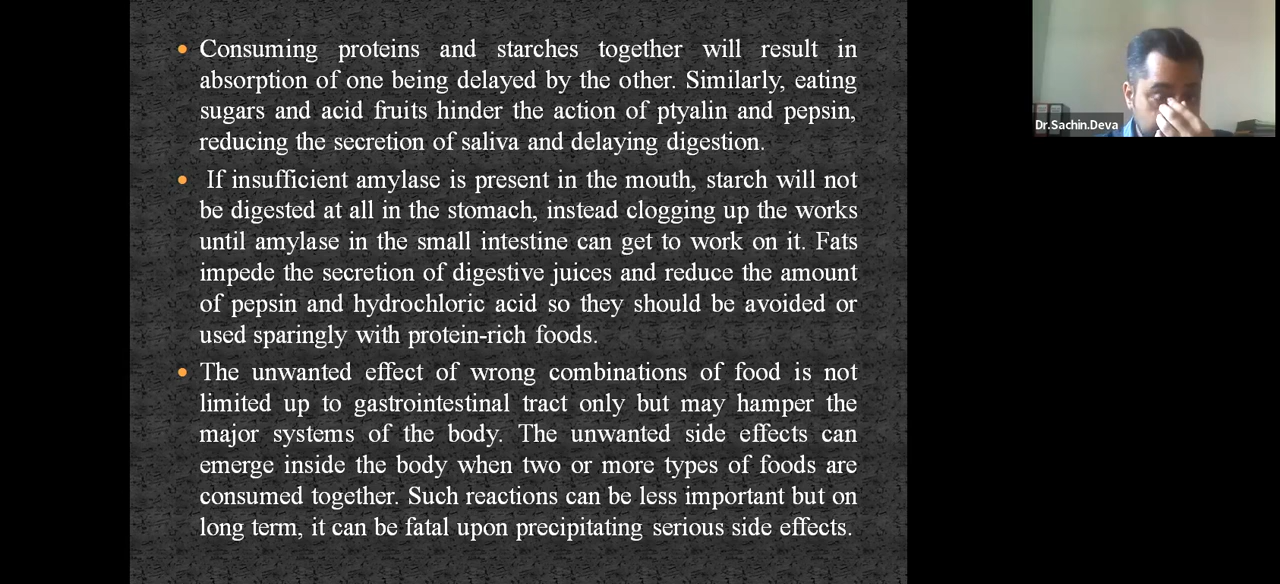 Consuming proteins and starches together will result in
absorption of one being delayed by the other. Similarly, eating
sugars and acid fruits hinder the action of ptyalin and pepsin,
reducing the secretion of saliva and delaying digestion.
If insufficient amylase is present in the mouth, starch will not
be digested at all in the stomach, instead clogging up the works
until amylase in the small intestine can get to work on it. Fats
impede the secretion of digestive juices and reduce the amount
of pepsin and hydrochloric acid so they should be avoided or
used sparingly with protein-rich foods.
The unwanted effect of wrong combinations of food is not
limited up to gastrointestinal tract only but may hamper the
major systems of the body. The unwanted side effects can
emerge inside the body when two or more types of foods are
consumed together. Such reactions can be less important but on
long term, it can be fatal upon precipitating serious side effects.
Dr.Sachin.Deva